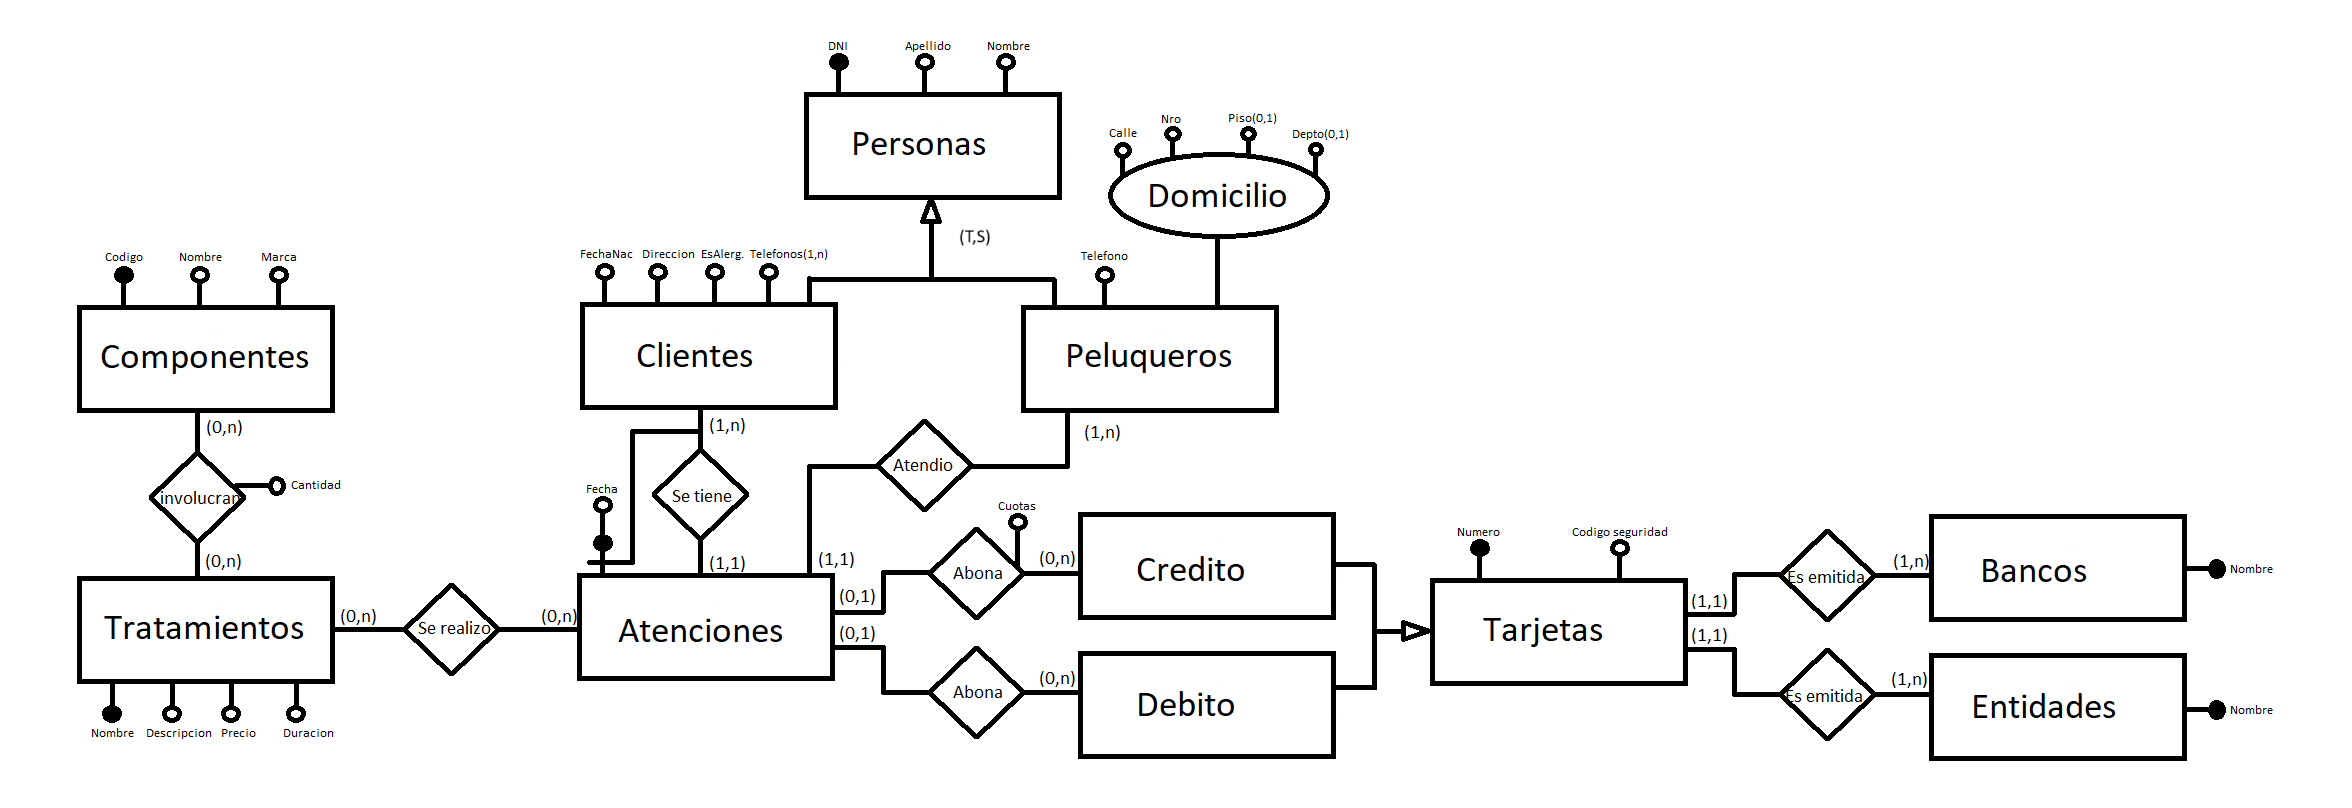 DNI
Apellido
Nombre
Personas
Calle
Nro
Piso(0,1)
Depto(0,1)
Domicilio
(T,S)
Codigo
Nombre
Marca
Componentes
FechaNac
Direccion
EsAlerg.
Telefonos(1,n)
Clientes
Telefono
Peluqueros
(0,n)
involucran
Cantidad
(0,n)
(1,n)
Se tiene
(1,1)
Fecha
Atendio
(1,n)
(1,1)
Tratamientos
Nombre
Descripcion
Precio
Duracion
(0,n)
Se realizo
(0,n)
Atenciones
(0,1)
Abona
Cuotas
(0,n)
Credito
(0,1)
Abona
(0,n)
Debito
Numero
Codigo seguridad
Tarjetas
(1,1)
Es emitida
(1,n)
Bancos
Nombre
(1,1)
Es emitida
(1,n)
Entidades
Nombre